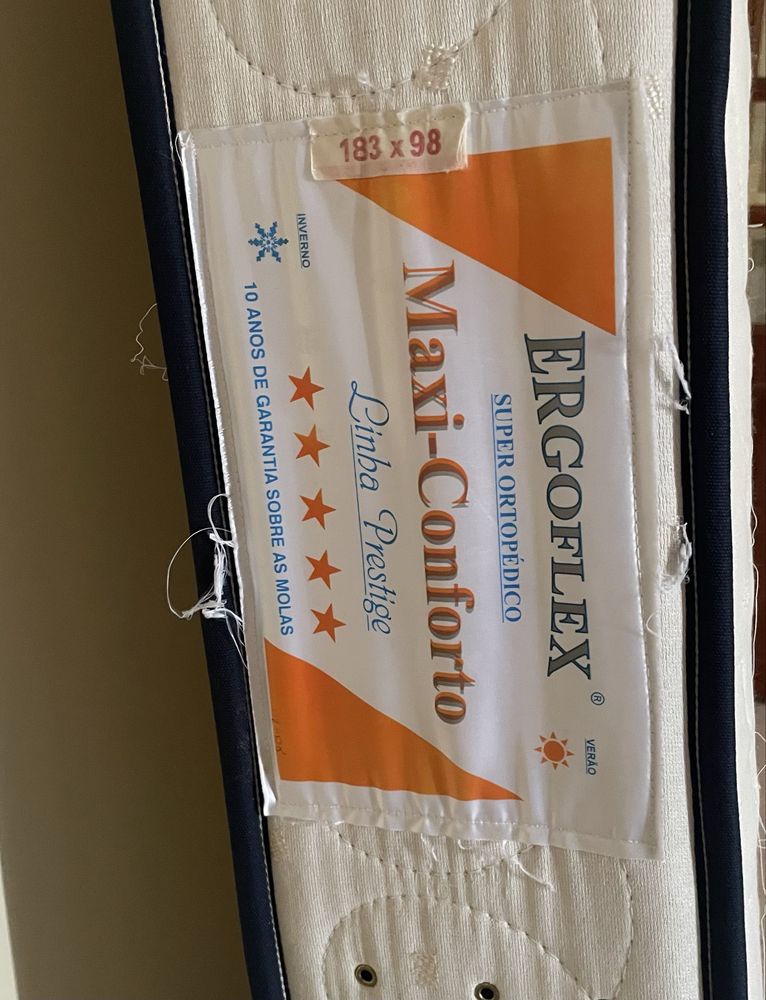 183 x 98
ERGOFLEX ®
VERÃO
SUPER ORTOPÉDICO
Maxi-Conforto
Linha Prestige
INVERNO
10 ANOS DE GARANTIA SOBRE AS MOLAS